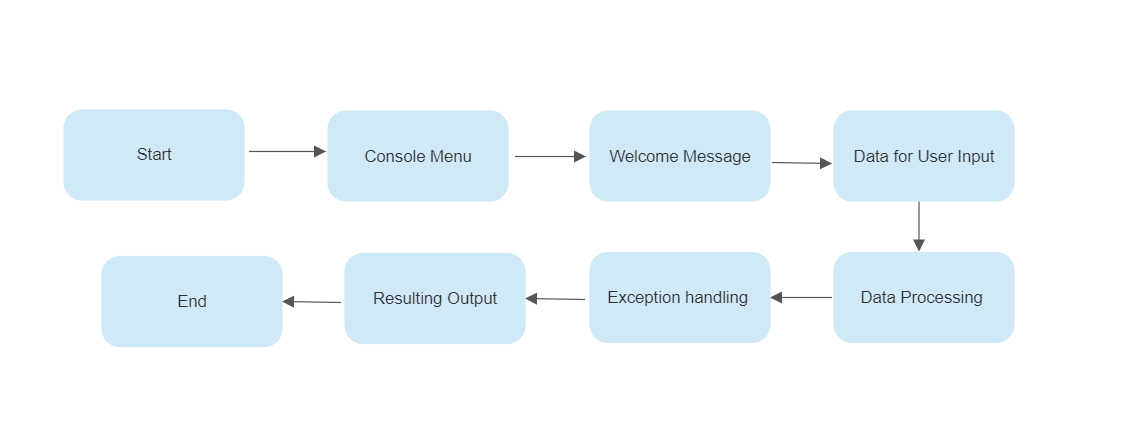 Start
Console Menu
Welcome Message
Data for User Input
Data Processing
Exception handling
Resulting Output
End